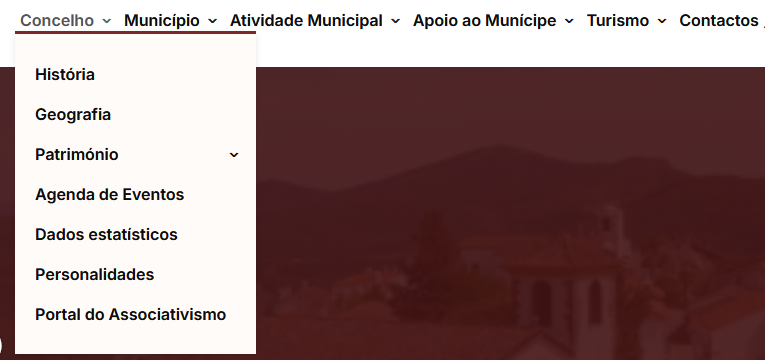 Concelho Município Atividade Municipal Apoio ao Munícipe Turismo Contactos
História
Geografia
Património
Agenda de Eventos
Dados estatísticos
Personalidades
Portal do Associativismo